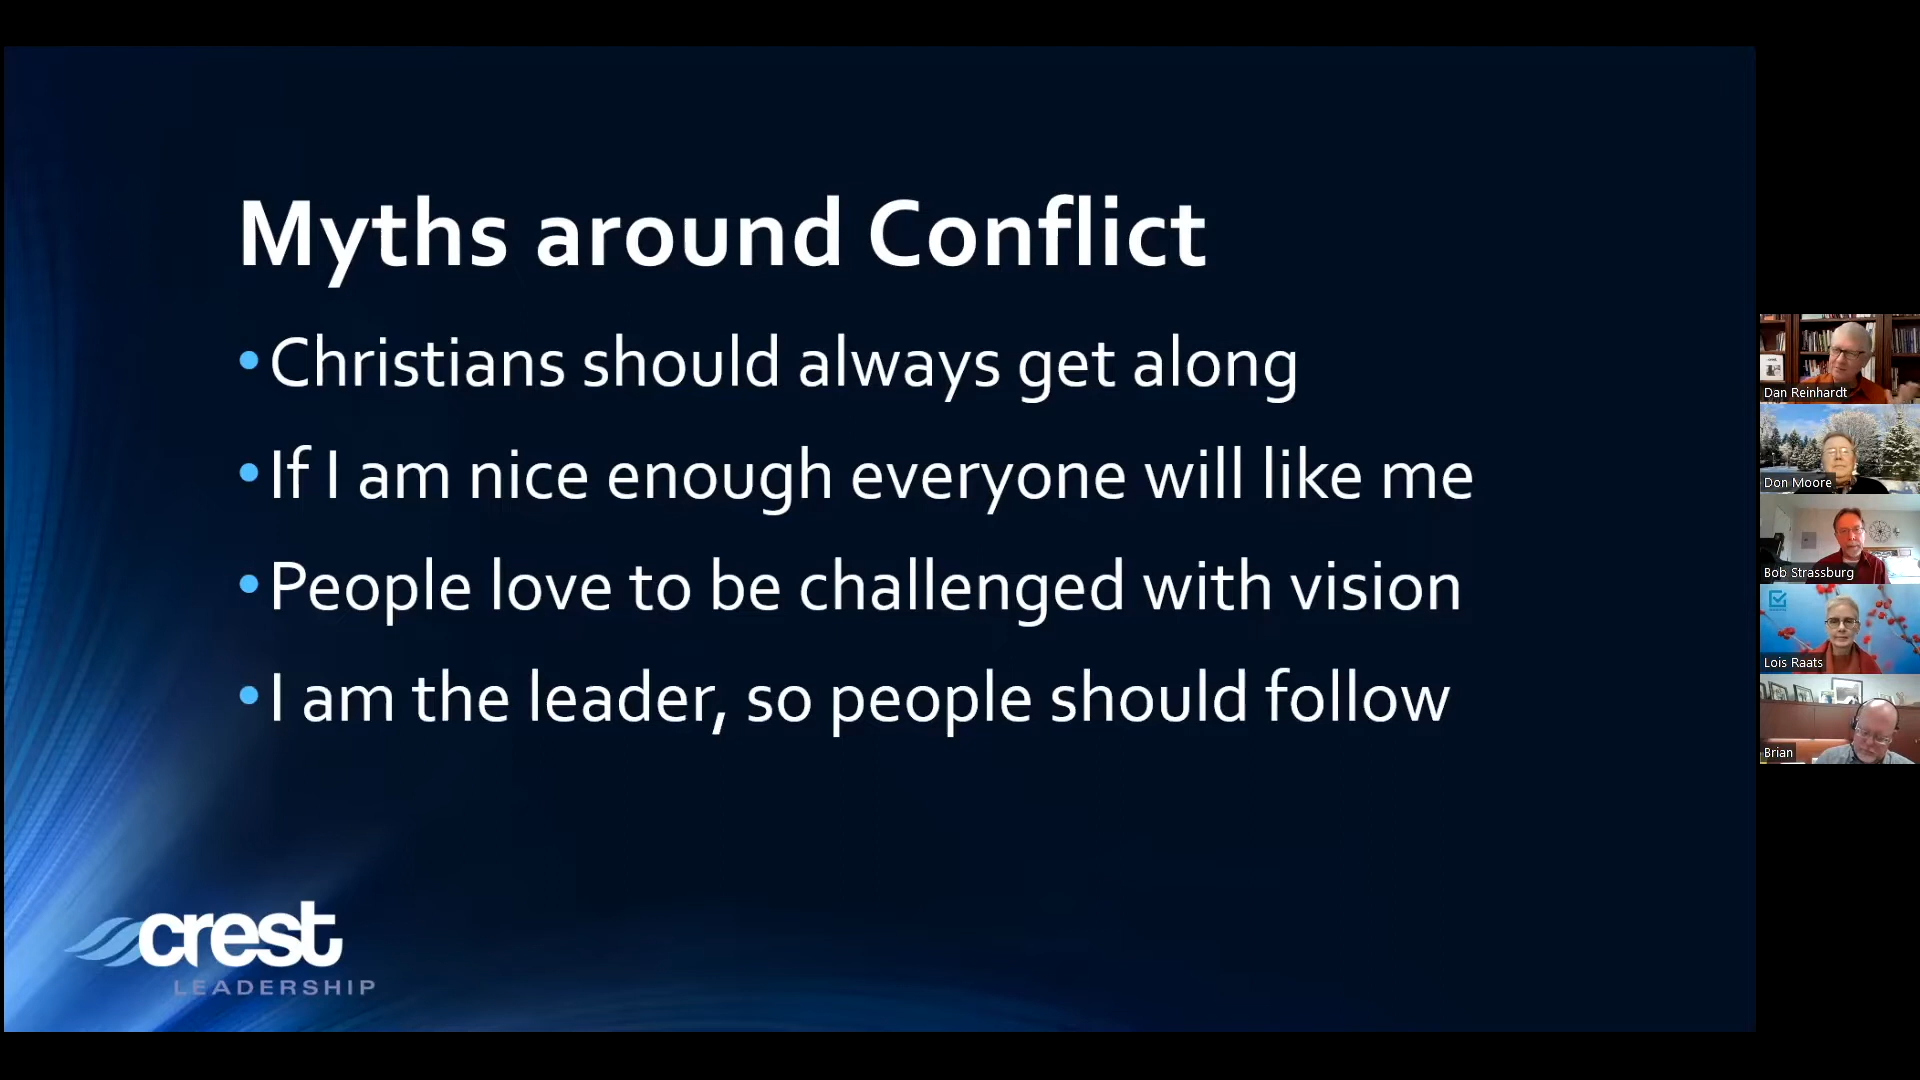 Myths around Conflict
•Christians should always get along
•If I am nice enough everyone will like me
•People love to be challenged with vision
•I am the leader, so people should follow
crest
LEADERSHIP
Dan Reinhardt
Don Moore
Bob Strassburg
Lois Raats
Brian